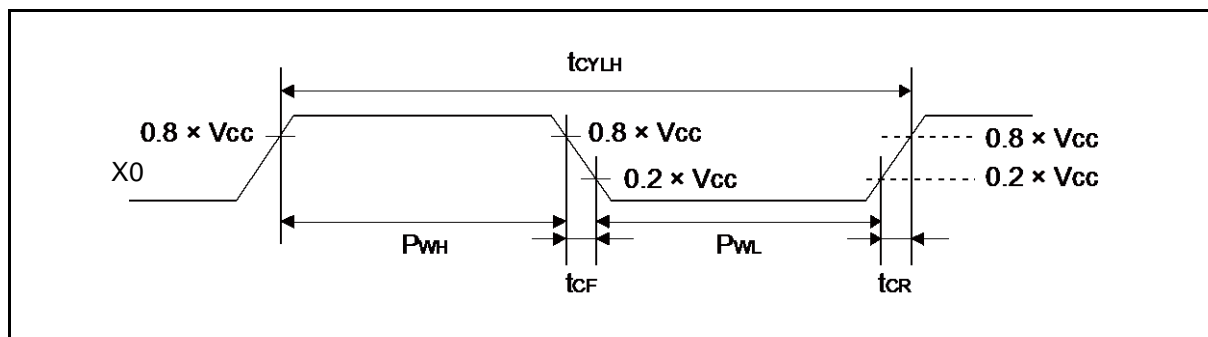 tCYLH
0.8 × VCC
0.8 × VCC
0.8 × VCC
X0
0.2 × VCC
0.2 × VCC
PWH
PWL
tCF
tCR